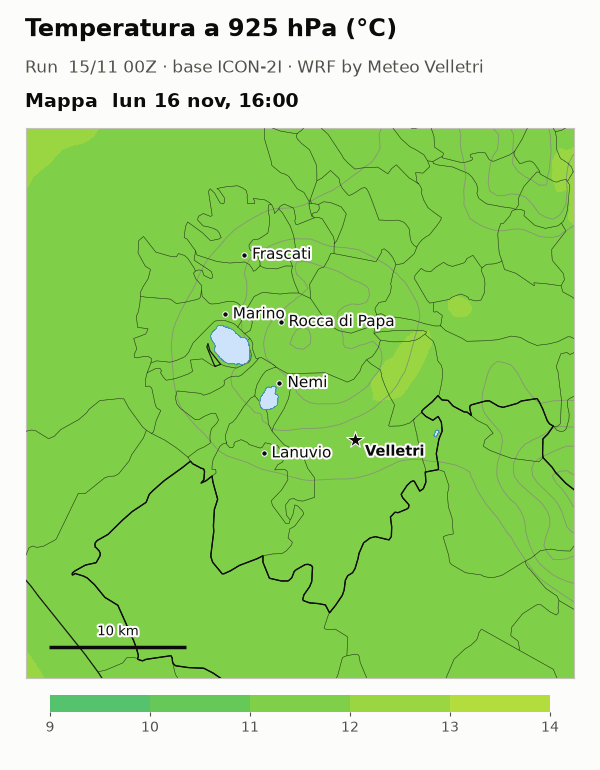 Temperatura a 925 hPa (°C)
Run  15/11 00Z · base ICON-2I · WRF by Meteo Velletri
Mappa  lun 16 nov, 16:00
Frascati
Marino
Rocca di Papa
Nemi
Velletri
Lanuvio
10 km
9 10 11 12 13 14